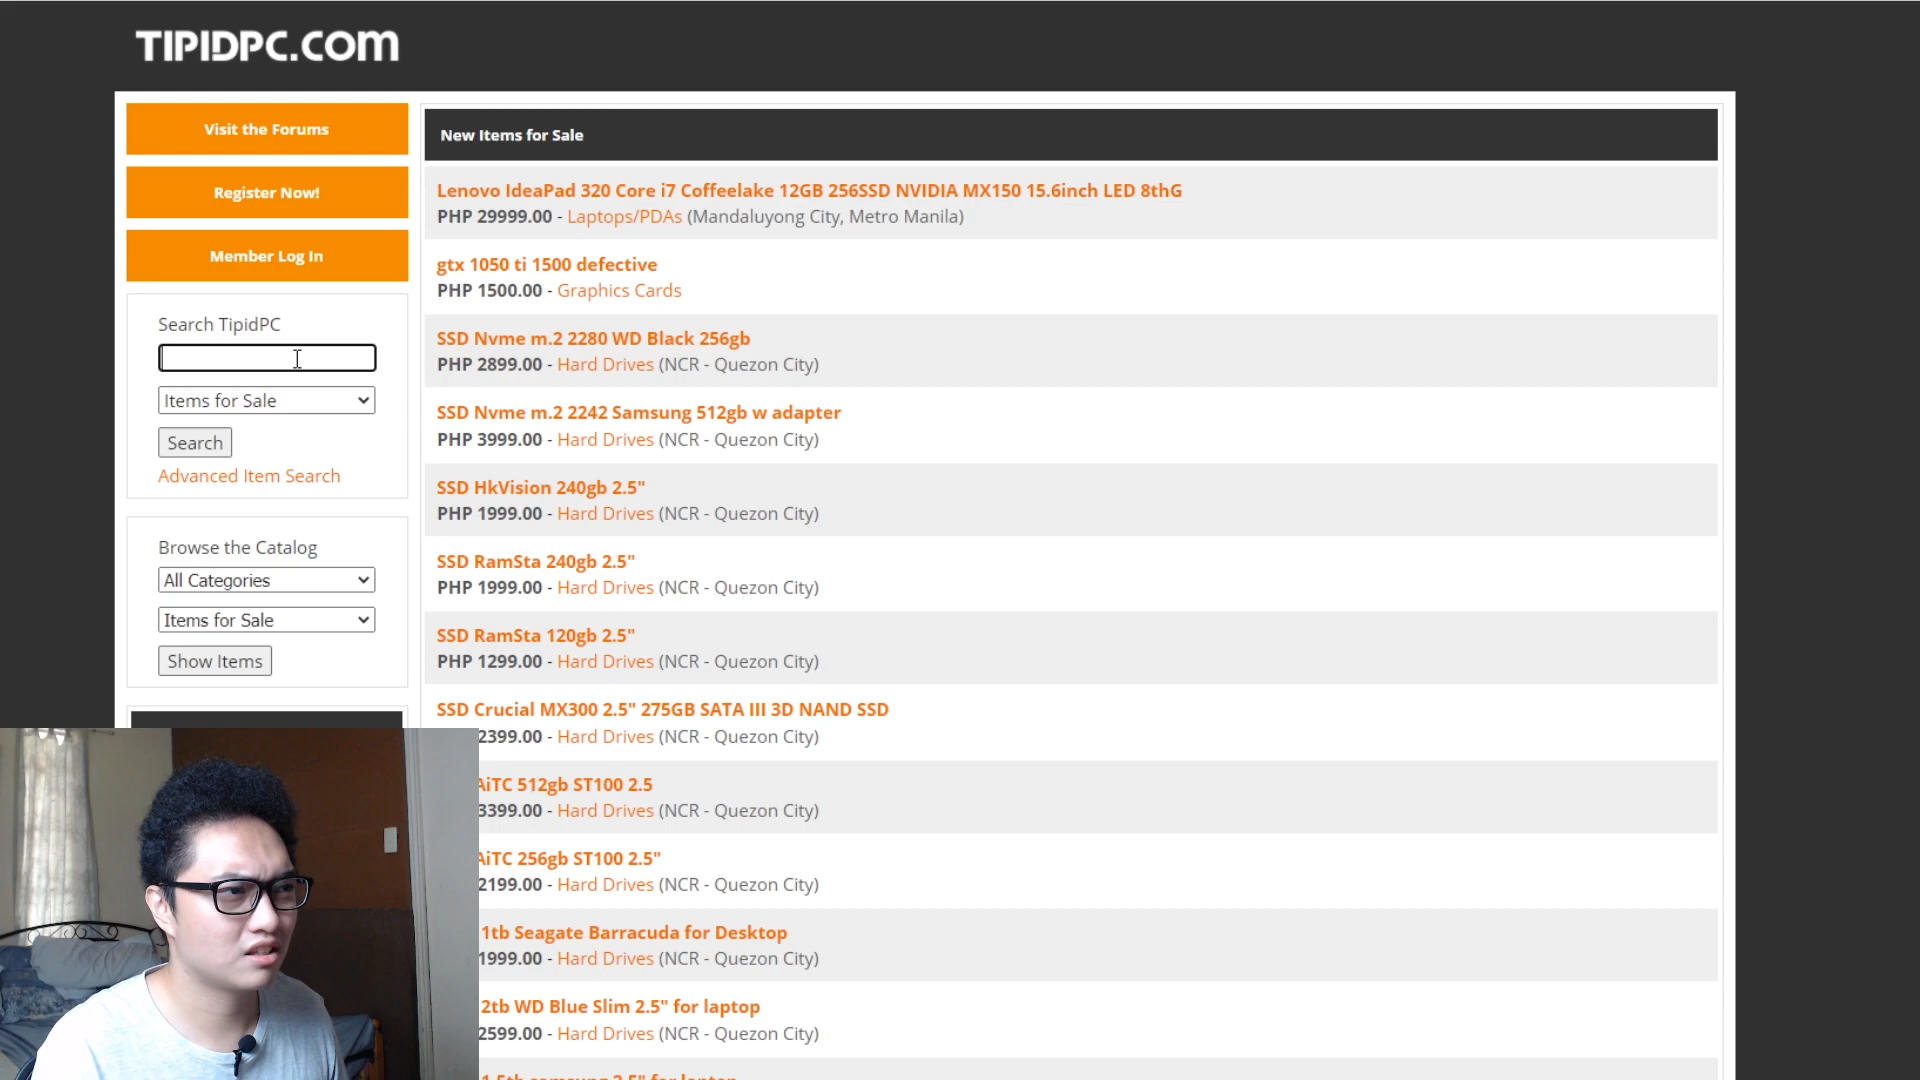 TIPIDPC.COM
Visit the Forums
Register Now!
Member Log In
Search TipidPC
Items for Sale
Search
Advanced Item Search
Browse the Catalog
All Categories
Items for Sale
Show Items
New Items for Sale
Lenovo IdeaPad 320 Core i7 Coffeelake 12GB 256SSD NVIDIA MX150 15.6inch LED 8thG
PHP 29999.00 - Laptops/PDAs (Mandaluyong City, Metro Manila)
gtx 1050 ti 1500 defective
PHP 1500.00 - Graphics Cards
SSD Nvme m.2 2280 WD Black 256gb
PHP 2899.00 - Hard Drives (NCR - Quezon City)
SSD Nvme m.2 2242 Samsung 512gb w adapter
PHP 3999.00 - Hard Drives (NCR - Quezon City)
SSD HkVision 240gb 2.5"
PHP 1999.00 - Hard Drives (NCR - Quezon City)
SSD RamSta 240gb 2.5"
PHP 1999.00 - Hard Drives (NCR - Quezon City)
SSD RamSta 120gb 2.5"
PHP 1299.00 - Hard Drives (NCR - Quezon City)
SSD Crucial MX300 2.5" 275GB SATA III 3D NAND SSD
2399.00 - Hard Drives (NCR - Quezon City)
AiTC 512gb ST100 2.5
3399.00 - Hard Drives (NCR - Quezon City)
AiTC 256gb ST100 2.5"
2199.00 - Hard Drives (NCR - Quezon City)
1tb Seagate Barracuda for Desktop
1999.00 - Hard Drives (NCR - Quezon City)
2tb WD Blue Slim 2.5" for laptop
2599.00 - Hard Drives (NCR - Quezon City)